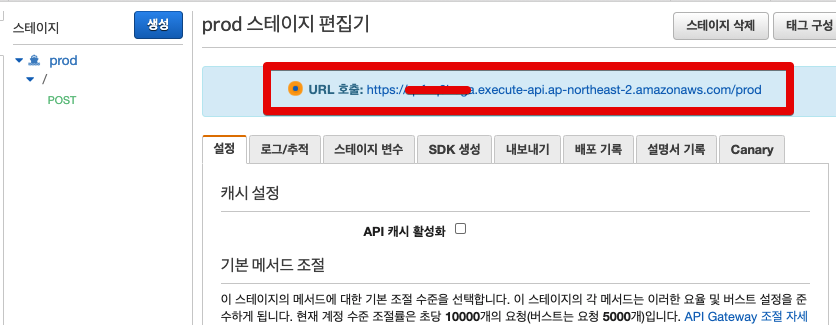 스테이지
생성
prod
/
POST
prod 스테이지 편집기
스테이지 삭제
태그 구성
URL 호출: https:// .execute-api.ap-northeast-2.amazonaws.com/prod
설정
로그/추적
스테이지 변수
SDK 생성
내보내기
배포 기록
설명서 기록
Canary
캐시 설정
API 캐시 활성화
기본 메서드 조절
이 스테이지의 메서드에 대한 기본 조절 수준을 선택합니다. 이 스테이지의 각 메서드는 이러한 요율 및 버스트 설정을 준
수하게 됩니다. 현재 계정 수준 조절률은 초당 10000개의 요청(버스트는 요청 5000개)입니다. API Gateway 조절 자세